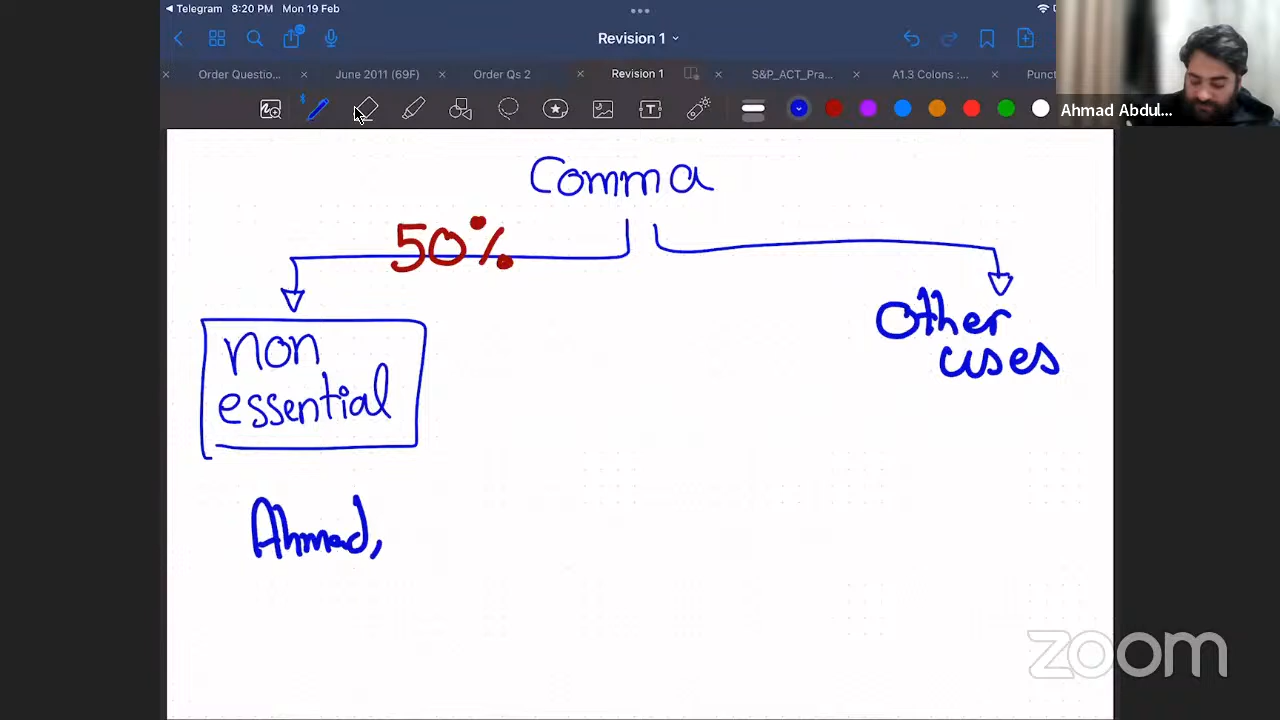 Telegram 8:20 PM Mon 19 Feb
Revision 1
Order Questio...
June 2011 (69F)
Order Qs 2
Revision 1
S&P_ACT_Pra...
A1.3 Colons :...
Punct
Ahmad Abdul...
Comma
50%
non
essential
Other
uses
Ahmad,
zoom